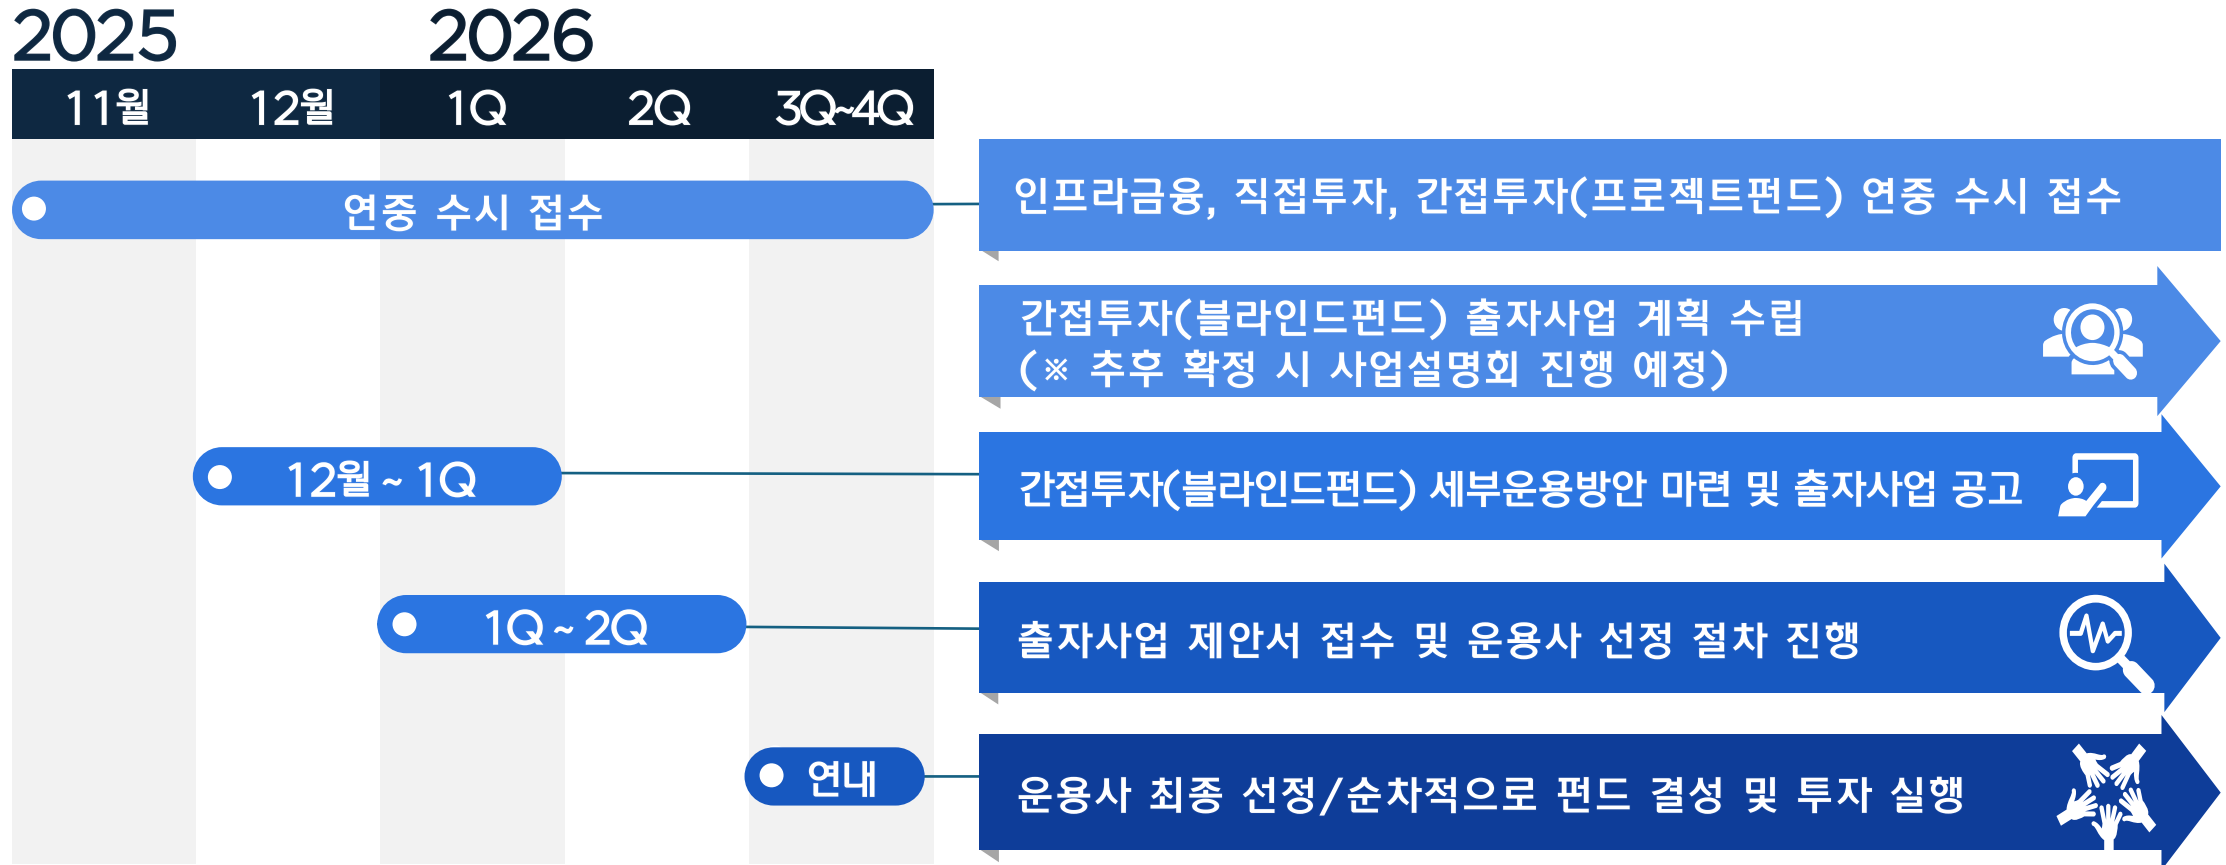 2025 2026
11월 12월 1Q 2Q 3Q~4Q
연중 수시 접수
인프라금융, 직접투자, 간접투자(프로젝트펀드) 연중 수시 접수
간접투자(블라인드펀드) 출자사업 계획 수립
(※ 추후 확정 시 사업설명회 진행 예정)
12월 ~ 1Q
간접투자(블라인드펀드) 세부운용방안 마련 및 출자사업 공고
1Q ~ 2Q
출자사업 제안서 접수 및 운용사 선정 절차 진행
연내
운용사 최종 선정/순차적으로 펀드 결성 및 투자 실행